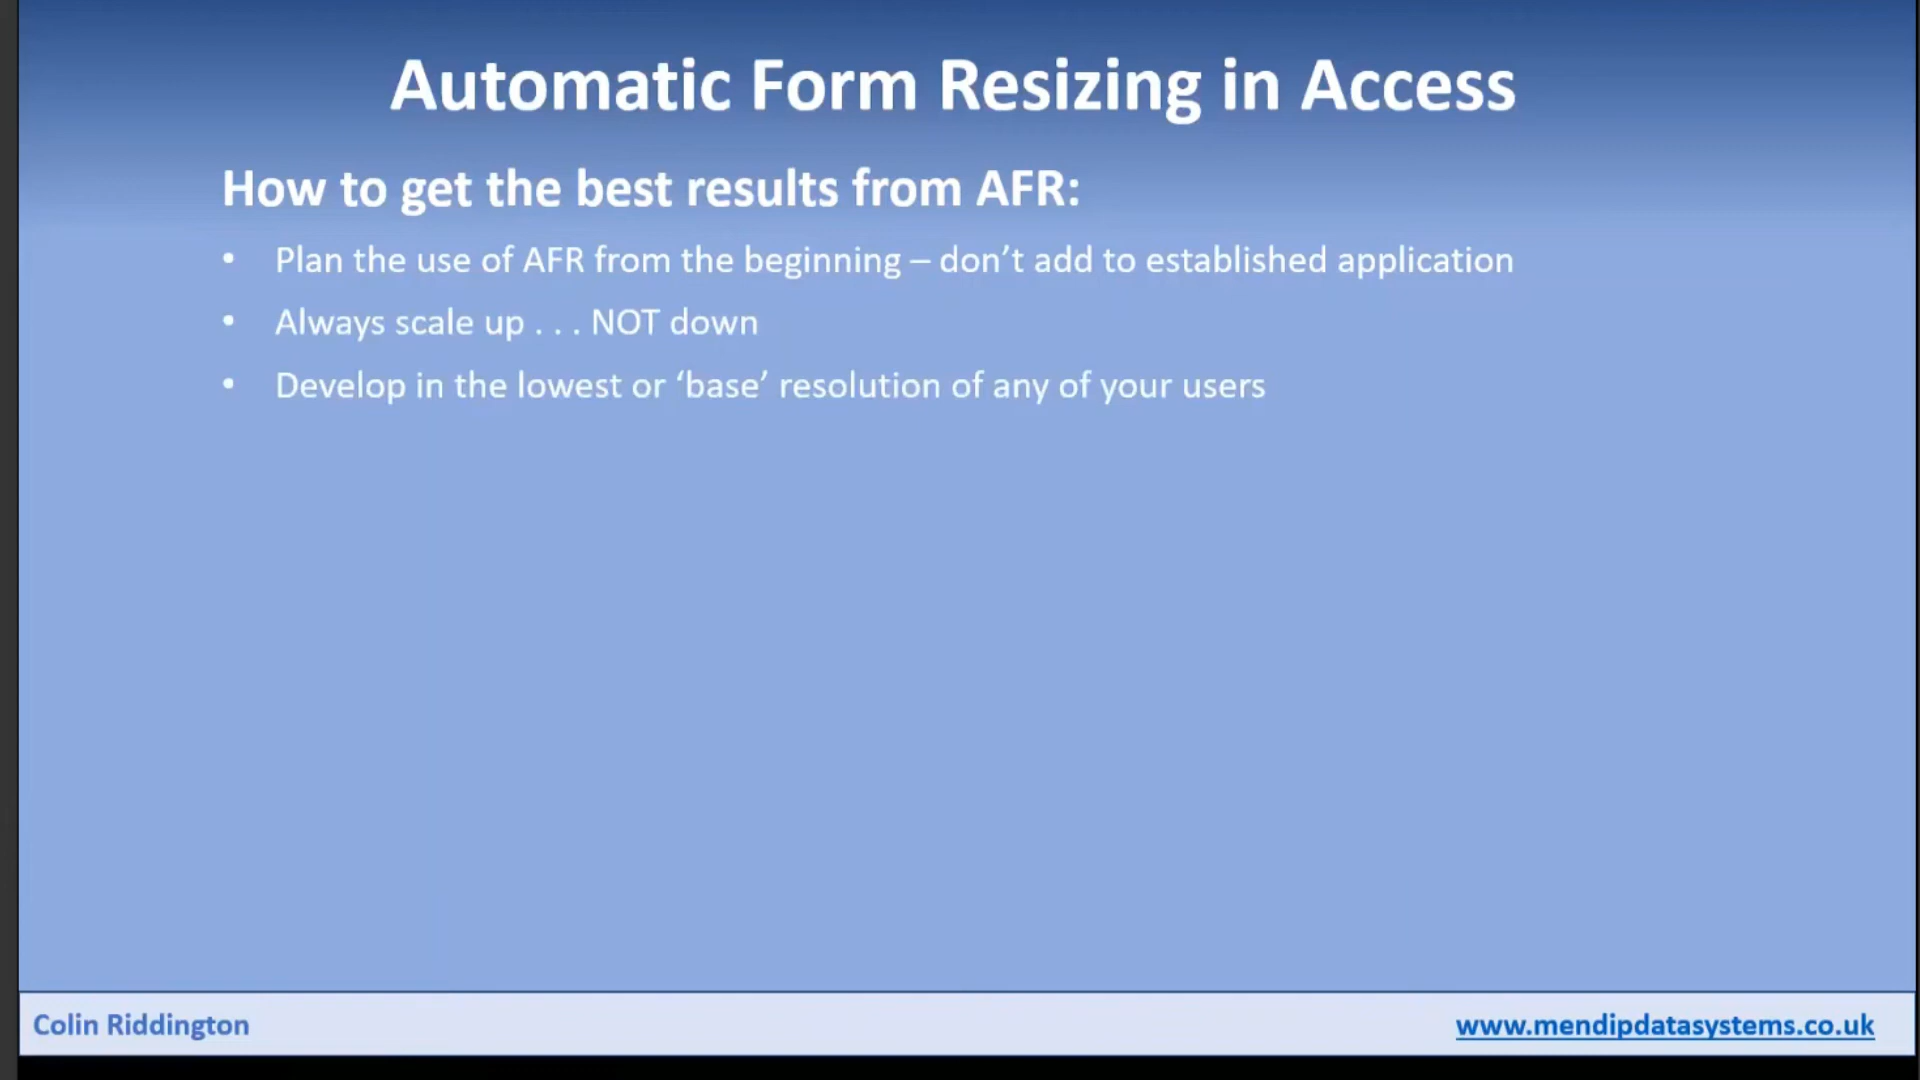 Automatic Form Resizing in Access
How to get the best results from AFR:
• Plan the use of AFR from the beginning – don’t add to established application
• Always scale up . . . NOT down
• Develop in the lowest or ‘base’ resolution of any of your users
Colin Riddington
www.mendipdatasystems.co.uk